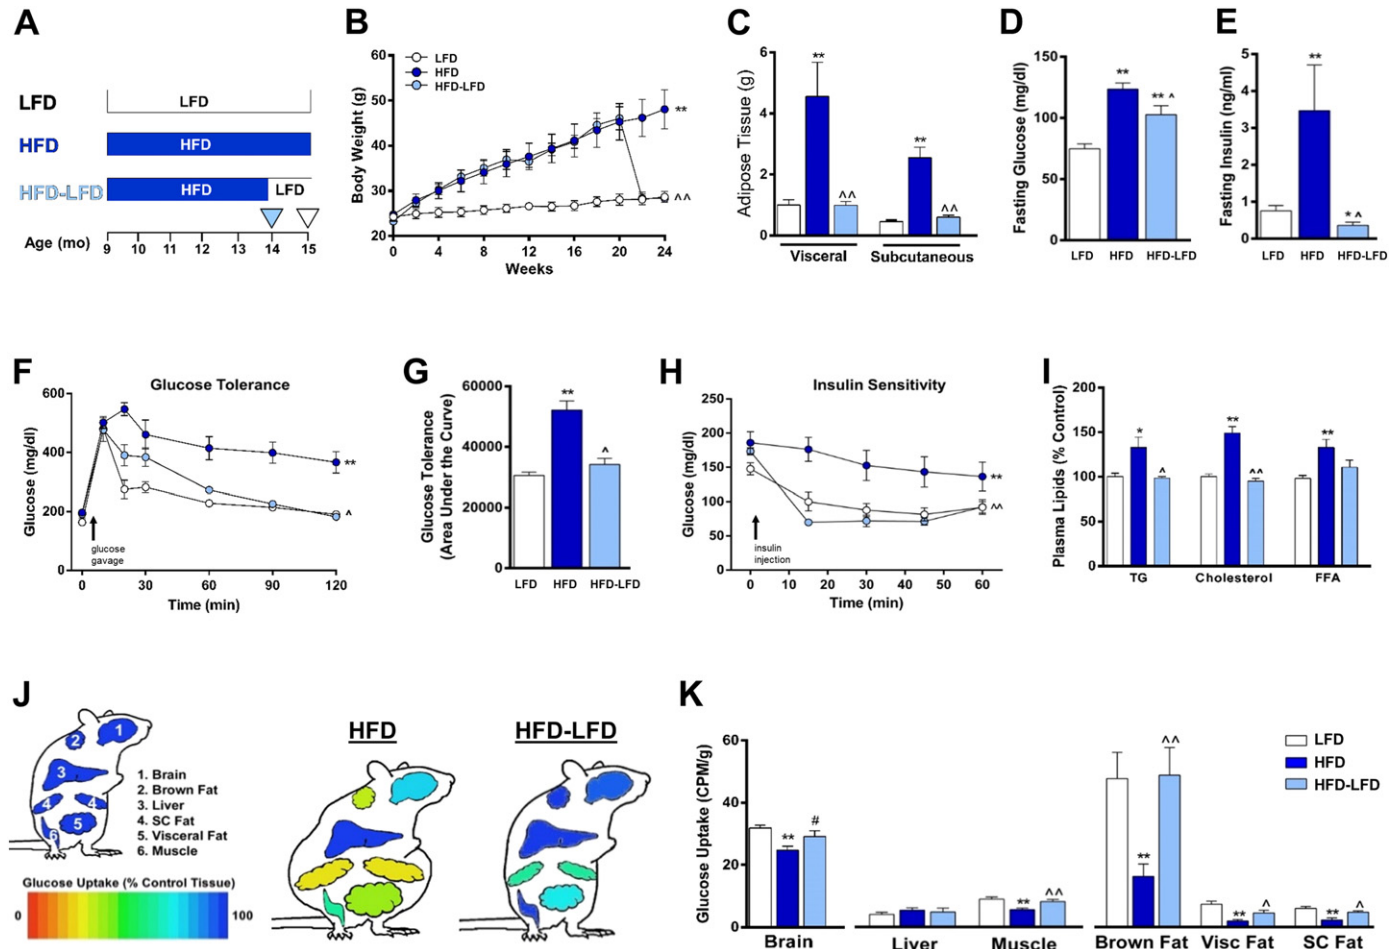 A
LFD
LFD
HFD
HFD
HFD-LFD
HFD
LFD
Age (mo)
9 10 11 12 13 14 15
B
LFD
HFD
HFD-LFD
Body Weight (g)
60
50
40
30
20
**
^^
0 4 8 12 16 20 24
Weeks
C
Adipose Tissue (g)
6
4
2
0
** ^^ ** ^^
Visceral Subcutaneous
D
Fasting Glucose (mg/dl)
150
100
50
0
** ** ^
LFD HFD HFD-LFD
E
Fasting Insulin (ng/ml)
5
4
3
2
1
0
** * ^
LFD HFD HFD-LFD
F
Glucose Tolerance
Glucose (mg/dl)
600
400
200
0
**
^
glucose
gavage
0 30 60 90 120
Time (min)
G
Glucose Tolerance
(Area Under the Curve)
60000
40000
20000
0
** ^
LFD HFD HFD-LFD
H
Insulin Sensitivity
Glucose (mg/dl)
250
200
150
100
50
0
**
^^
insulin
injection
0 15 30 45 60
Time (min)
I
Plasma Lipids (% Control)
200
150
100
50
0
* ^ ** ^^ **
TG Cholesterol FFA
J
1
2
3
4 4
5
6
1. Brain
2. Brown Fat
3. Liver
4. SC Fat
5. Visceral Fat
6. Muscle
Glucose Uptake (% Control Tissue)
0 100
HFD
HFD-LFD
K
Glucose Uptake (CPM/g)
60
40
20
0
LFD
HFD
HFD-LFD
** # ** ^^ ** ^^ ** ^ ** ^
Brain Liver Muscle Brown Fat Visc Fat SC Fat